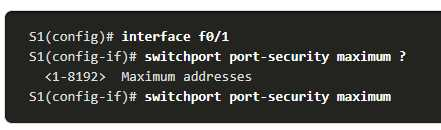 S1(config)# interface f0/1
S1(config-if)# switchport port-security maximum ?
  <1-8192>  Maximum addresses
S1(config-if)# switchport port-security maximum